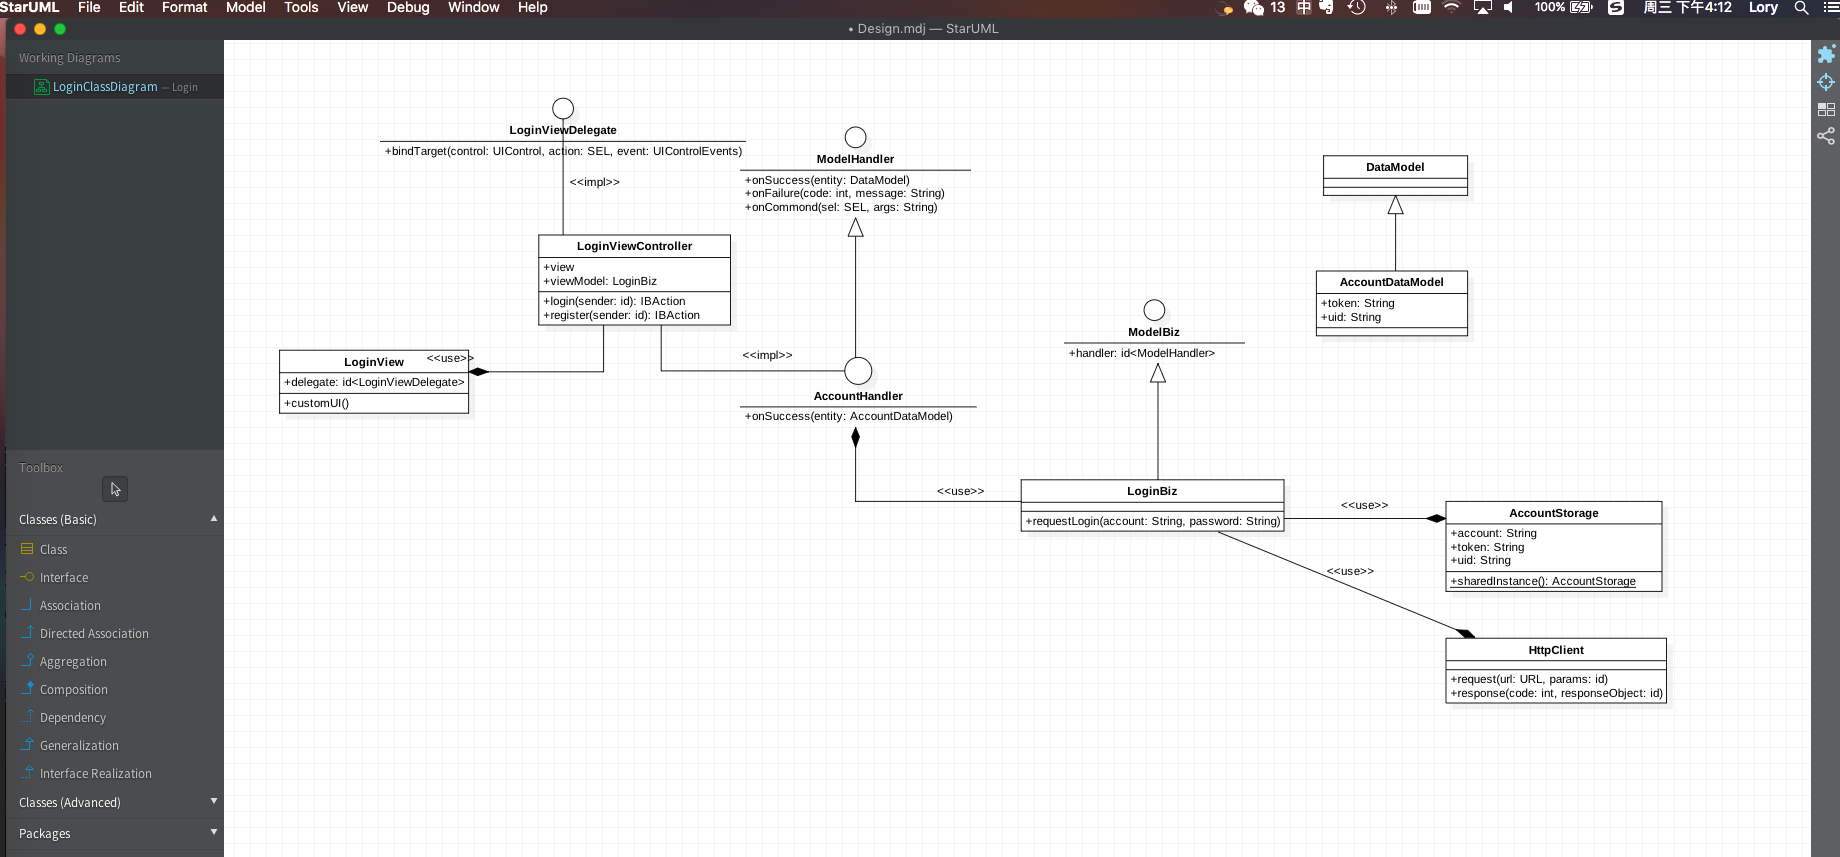 StarUML File Edit Format Model Tools View Debug Window Help 13 中 100% 周三 下午4:12 Lory
• Design.mdj — StarUML
Working Diagrams
LoginClassDiagram — Login
Toolbox
Classes (Basic)
Class
Interface
Association
Directed Association
Aggregation
Composition
Dependency
Generalization
Interface Realization
Classes (Advanced)
Packages
LoginViewDelegate
+bindTarget(control: UIControl, action: SEL, event: UIControlEvents)
<<impl>>
ModelHandler
+onSuccess(entity: DataModel)
+onFailure(code: int, message: String)
+onCommond(sel: SEL, args: String)
DataModel
LoginViewController
+view
+viewModel: LoginBiz
+login(sender: id): IBAction
+register(sender: id): IBAction
AccountDataModel
+token: String
+uid: String
ModelBiz
+handler: id<ModelHandler>
LoginView
<<use>>
+delegate: id<LoginViewDelegate>
+customUI()
<<impl>>
AccountHandler
+onSuccess(entity: AccountDataModel)
<<use>>
LoginBiz
+requestLogin(account: String, password: String)
<<use>>
AccountStorage
+account: String
+token: String
+uid: String
+sharedInstance(): AccountStorage
<<use>>
HttpClient
+request(url: URL, params: id)
+response(code: int, responseObject: id)